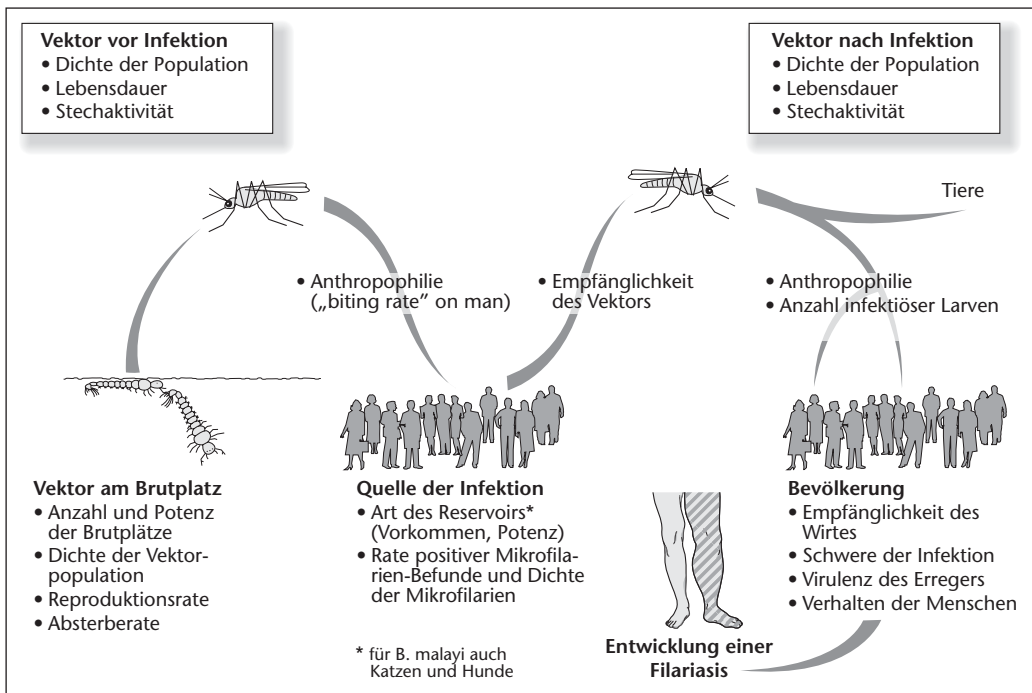 Vektor vor Infektion
• Dichte der Population
• Lebensdauer
• Stechaktivität
Vektor nach Infektion
• Dichte der Population
• Lebensdauer
• Stechaktivität
Tiere
• Anthropophilie
(„biting rate” on man)
• Empfänglichkeit
des Vektors
• Anthropophilie
• Anzahl infektiöser Larven
Vektor am Brutplatz
• Anzahl und Potenz
der Brutplätze
• Dichte der Vektor-
population
• Reproduktionsrate
• Absterberate
Quelle der Infektion
• Art des Reservoirs*
(Vorkommen, Potenz)
• Rate positiver Mikrofila-
rien-Befunde und Dichte
der Mikrofilarien
* für B. malayi auch
Katzen und Hunde
Entwicklung einer
Filariasis
Bevölkerung
• Empfänglichkeit des
Wirtes
• Schwere der Infektion
• Virulenz des Erregers
• Verhalten der Menschen